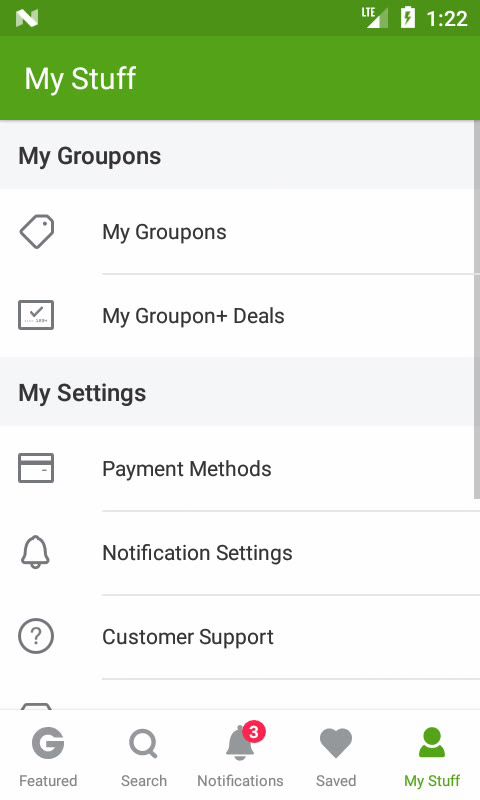 LTE 1:22
My Stuff
My Groupons
My Groupons
My Groupon+ Deals
My Settings
Payment Methods
Notification Settings
?
Customer Support
G
3
Featured Search Notifications Saved My Stuff